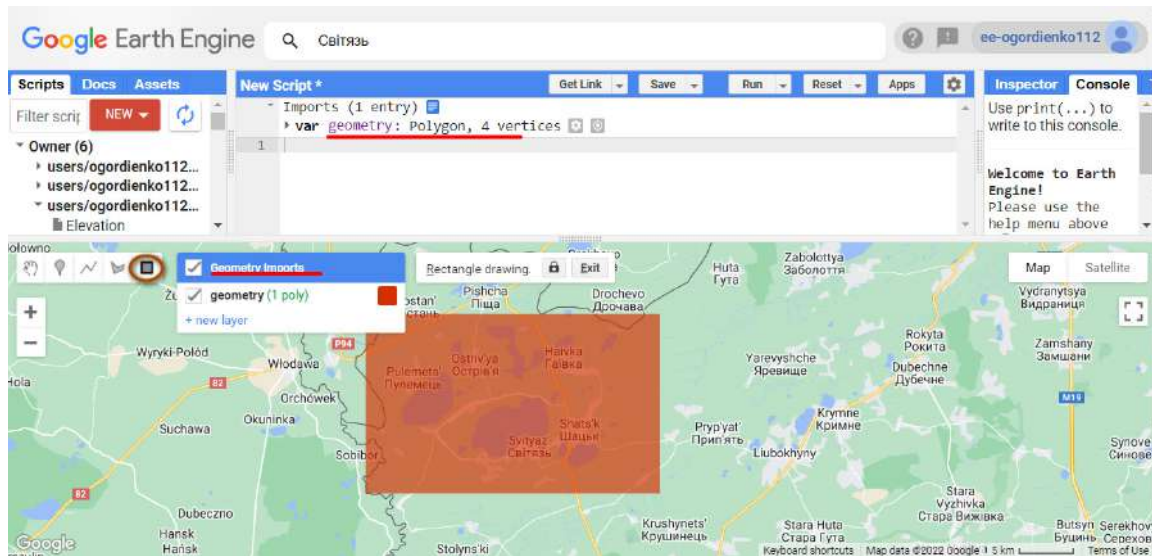 Google Earth Engine
Світязь
ee-ogordienko112
Scripts Docs Assets
New Script *
Get Link Save Run Reset Apps
Inspector Console
Filter scrip
NEW
Owner (6)
users/ogordienko112...
users/ogordienko112...
users/ogordienko112...
Elevation
Imports (1 entry)
var geometry: Polygon, 4 vertices
1
Use print(...) to
write to this console.
Welcome to Earth
Engine!
Please use the
help menu above
Geometry Imports
geometry (1 poly)
+ new layer
Rectangle drawing. Exit
Map Satellite
Huta
Гута
Zabolottya
Заболоття
Vydranytsya
Видраниця
Pishcha
Піща
Drochevo
Дрочава
P94
Wyryki-Połód
Włodawa
82
Orchówek
Okuninka
Suchawa
Sobibór
Pulemets'
Пулемець
Ostriv'ya
Острів'я
Haivka
Гаївка
Svityaz'
Світязь
Shats'k
Шацьк
Yarevyshche
Яревище
Rokyta
Рокита
Dubechne
Дубечне
Zamshany
Замшани
M19
Krymne
Кримне
Pryp'yat'
Прип'ять
Liubokhyny
Synove
Синове
82
Dubeczno
Hansk
Hańsk
Stara
Vyzhivka
Стара Вижівка
Krushynets'
Крушинець
Stara Huta
Стара Гута
Butsyn
Буцинь
Serekhov
Серехов
Stolyns'ki
Google
Keyboard shortcuts Map data ©2022 Google 5 km Terms of Use